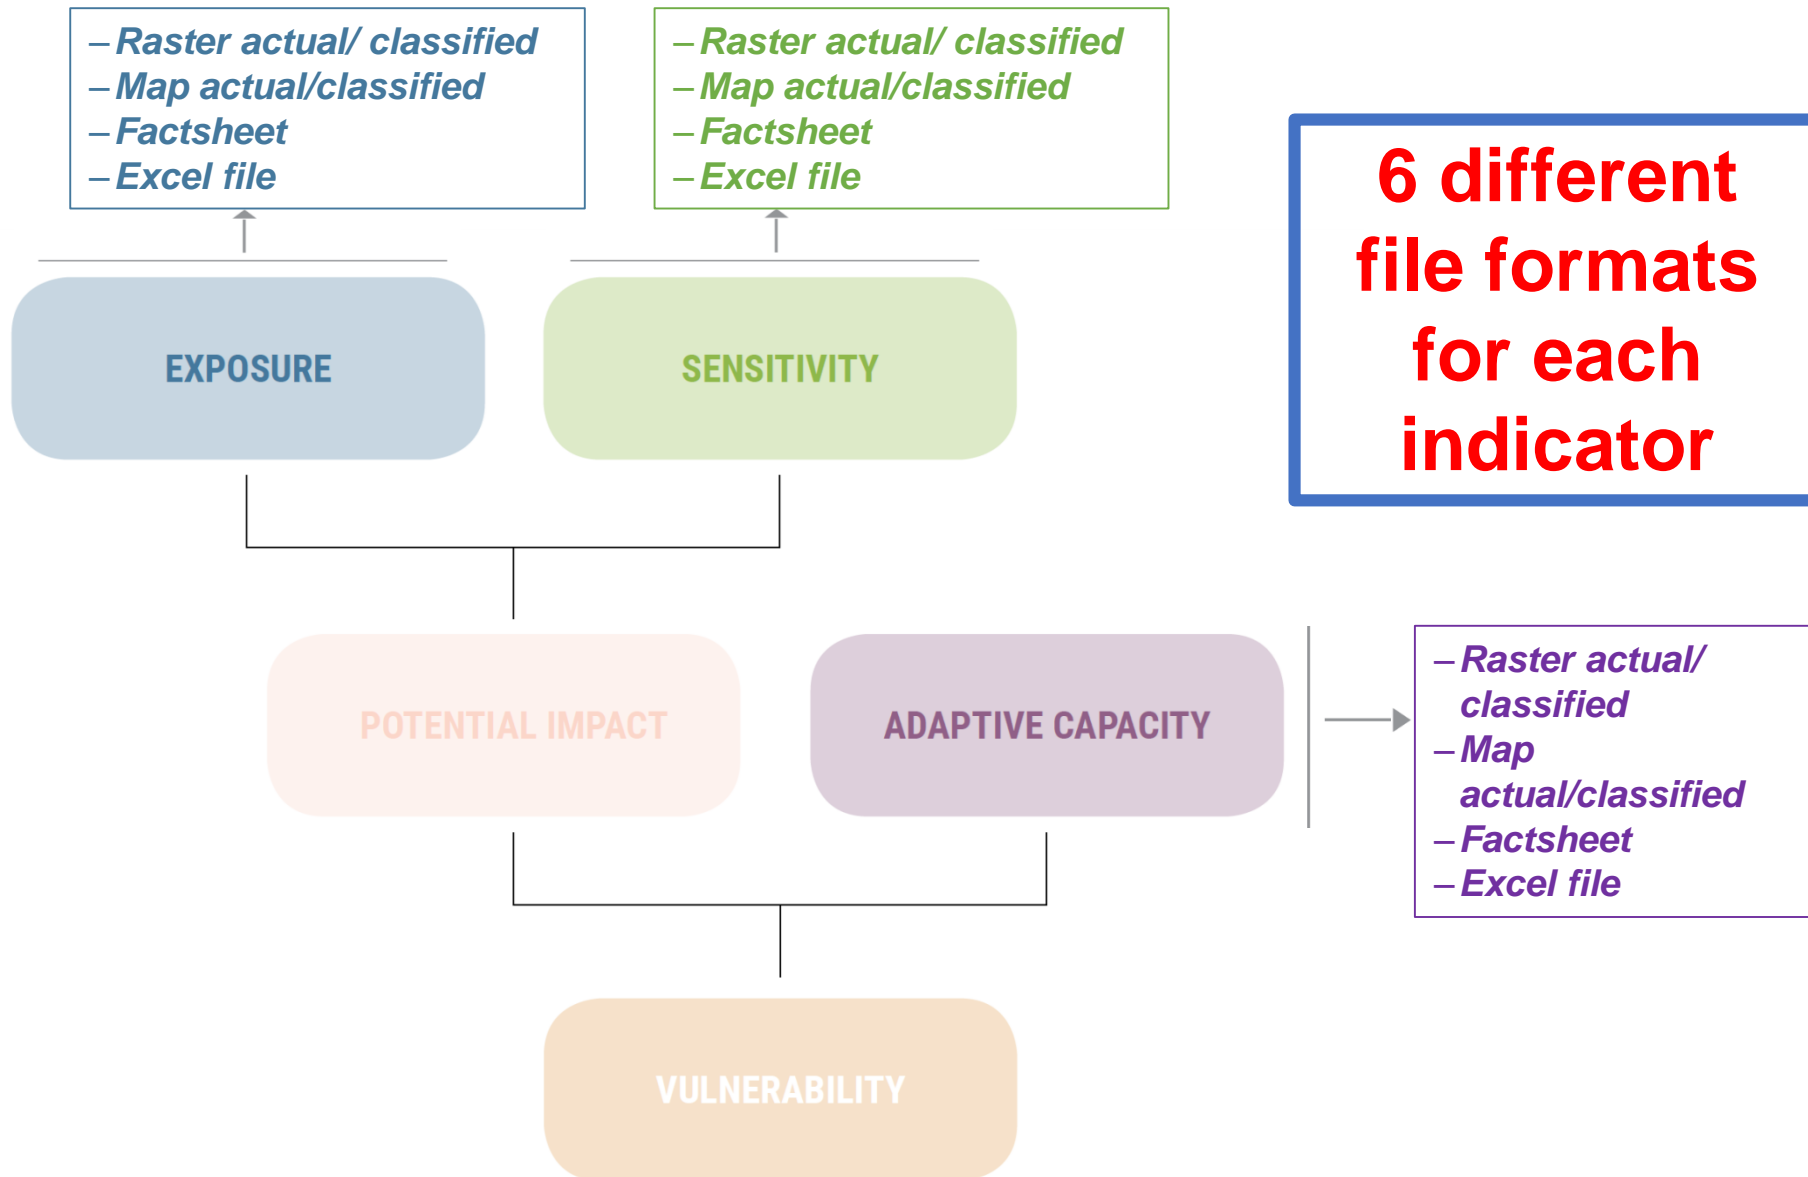 – Raster actual/ classified
– Map actual/classified
– Factsheet
– Excel file
– Raster actual/ classified
– Map actual/classified
– Factsheet
– Excel file
6 different
file formats
for each
indicator
EXPOSURE
SENSITIVITY
POTENTIAL IMPACT
ADAPTIVE CAPACITY
– Raster actual/
classified
– Map
actual/classified
– Factsheet
– Excel file
VULNERABILITY